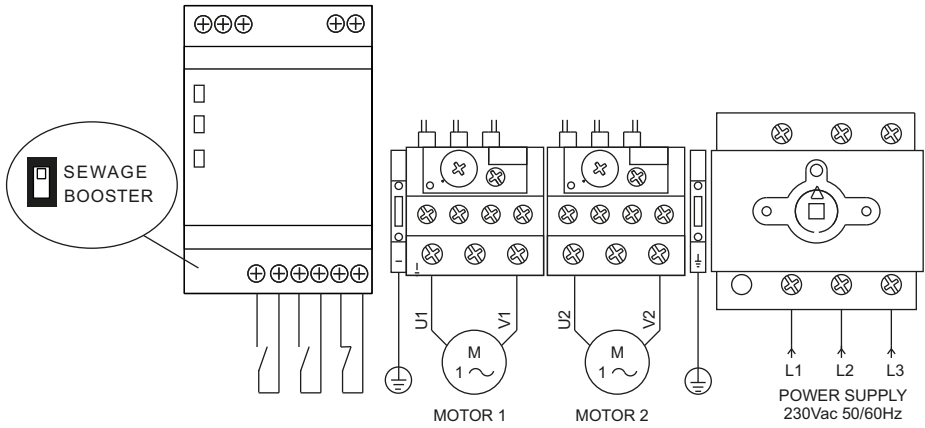 SEWAGE
BOOSTER
U1
V1
U2
V2
M
1
M
1
MOTOR 1
MOTOR 2
L1
L2
L3
POWER SUPPLY
230Vac 50/60Hz